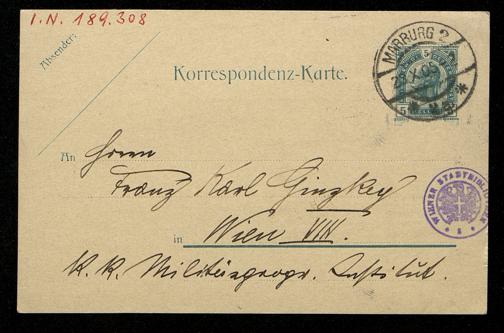 I.N. 189.308
Absender:
MARBURG 2
Korrespondenz-Karte.
An Herrn
Franz Karl Ginzkey
WIENER STADTBIBLIOTHEK
in Wien VIII.
k. k. Militärgeogr. Institut.